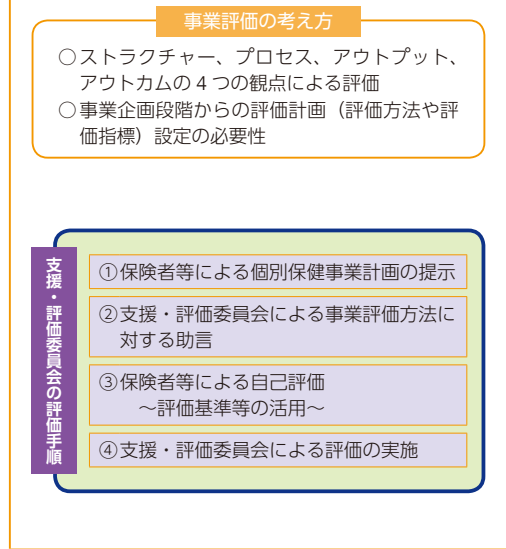 事業評価の考え方
○ストラクチャー、プロセス、アウトプット、
アウトカムの4つの観点による評価
○事業企画段階からの評価計画（評価方法や評
価指標）設定の必要性
支援・評価委員会の評価手順
①保険者等による個別保健事業計画の提示
②支援・評価委員会による事業評価方法に
対する助言
③保険者等による自己評価
～評価基準等の活用～
④支援・評価委員会による評価の実施